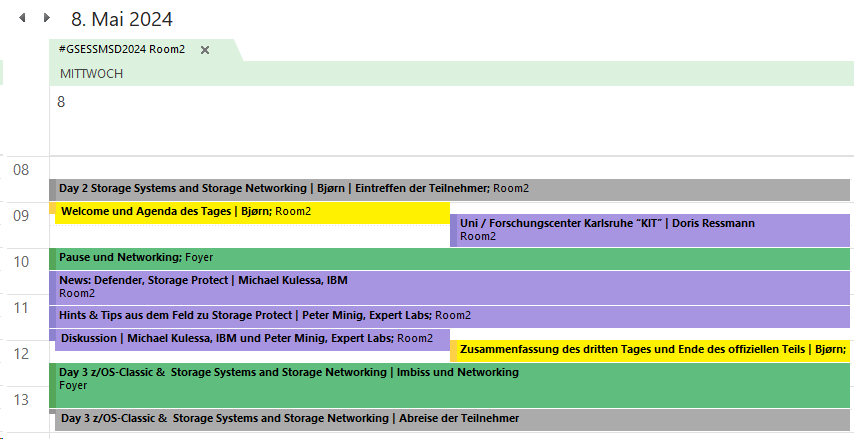 8. Mai 2024
#GSESSMSD2024 Room2
MITTWOCH
8
08
Day 2 Storage Systems and Storage Networking | Bjørn | Eintreffen der Teilnehmer; Room2
09
Welcome und Agenda des Tages | Bjørn; Room2
Uni / Forschungscenter Karlsruhe “KIT” | Doris Ressmann
Room2
10
Pause und Networking; Foyer
News: Defender, Storage Protect | Michael Kulessa, IBM
Room2
11
Hints & Tips aus dem Feld zu Storage Protect | Peter Minig, Expert Labs; Room2
Diskussion | Michael Kulessa, IBM und Peter Minig, Expert Labs; Room2
12
Zusammenfassung des dritten Tages und Ende des offiziellen Teils | Bjørn;
Day 3 z/OS-Classic & Storage Systems and Storage Networking | Imbiss und Networking
Foyer
13
Day 3 z/OS-Classic & Storage Systems and Storage Networking | Abreise der Teilnehmer